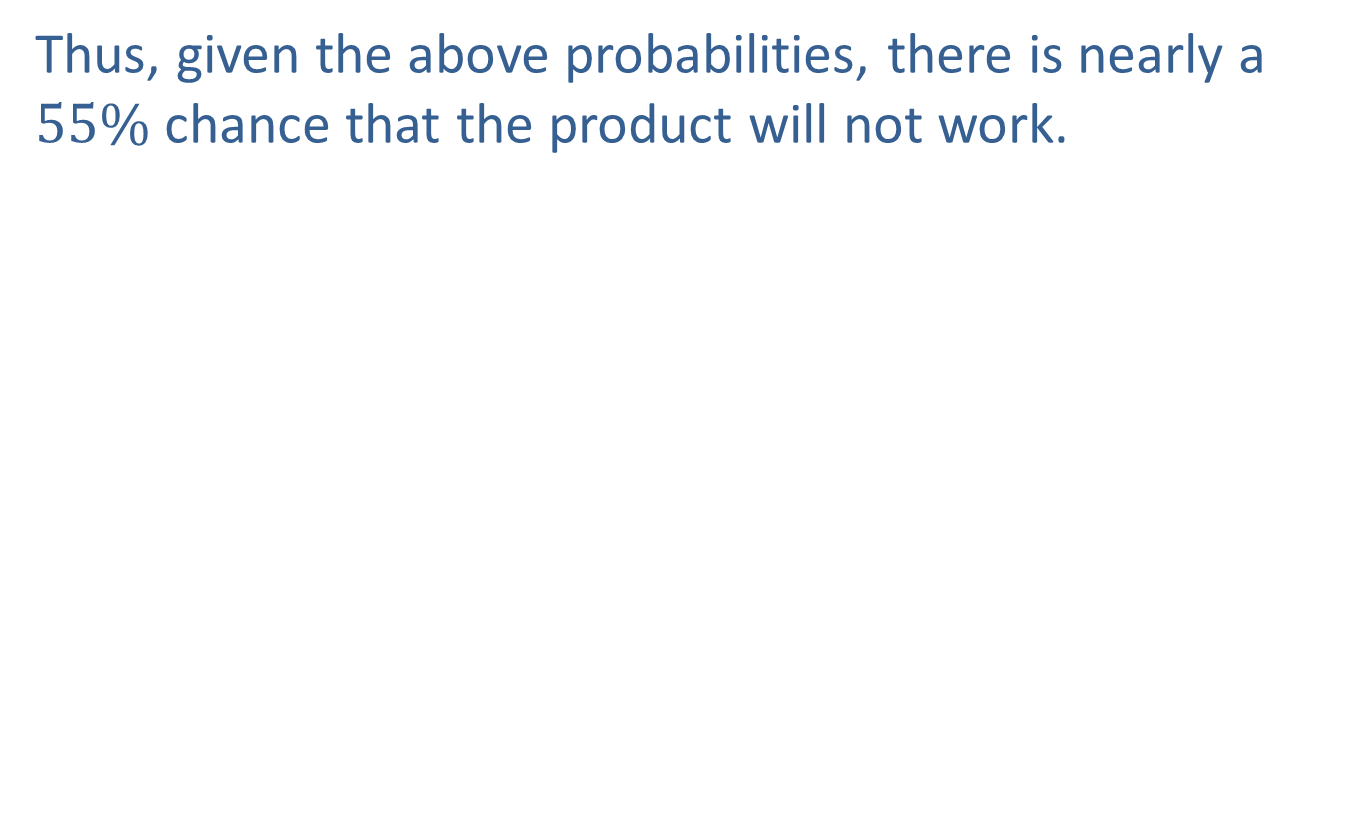 Thus, given the above probabilities, there is nearly a
55% chance that the product will not work.